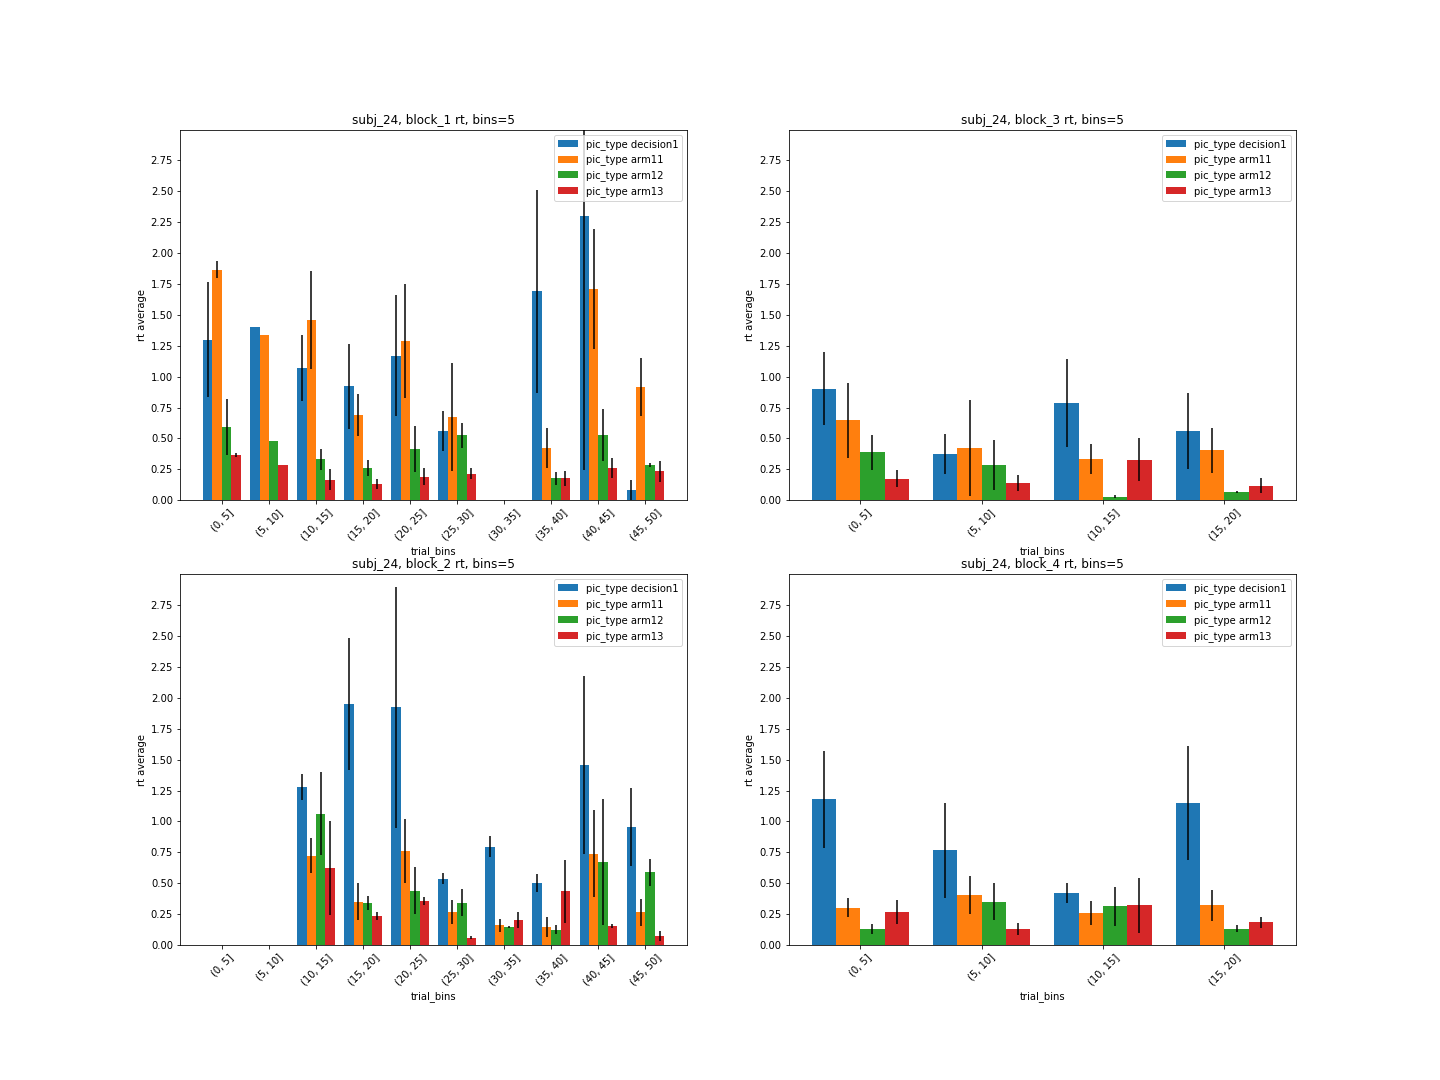 subj_24, block_1 rt, bins=5
pic_type decision1
pic_type arm11
pic_type arm12
pic_type arm13
rt average
2.75
2.50
2.25
2.00
1.75
1.50
1.25
1.00
0.75
0.50
0.25
0.00
(0, 5]
(5, 10]
(10, 15]
(15, 20]
(20, 25]
(25, 30]
(30, 35]
(35, 40]
(40, 45]
(45, 50]
trial_bins
subj_24, block_3 rt, bins=5
pic_type decision1
pic_type arm11
pic_type arm12
pic_type arm13
rt average
2.75
2.50
2.25
2.00
1.75
1.50
1.25
1.00
0.75
0.50
0.25
0.00
(0, 5]
(5, 10]
(10, 15]
(15, 20]
trial_bins
subj_24, block_2 rt, bins=5
pic_type decision1
pic_type arm11
pic_type arm12
pic_type arm13
rt average
2.75
2.50
2.25
2.00
1.75
1.50
1.25
1.00
0.75
0.50
0.25
0.00
(0, 5]
(5, 10]
(10, 15]
(15, 20]
(20, 25]
(25, 30]
(30, 35]
(35, 40]
(40, 45]
(45, 50]
trial_bins
subj_24, block_4 rt, bins=5
pic_type decision1
pic_type arm11
pic_type arm12
pic_type arm13
rt average
2.75
2.50
2.25
2.00
1.75
1.50
1.25
1.00
0.75
0.50
0.25
0.00
(0, 5]
(5, 10]
(10, 15]
(15, 20]
trial_bins